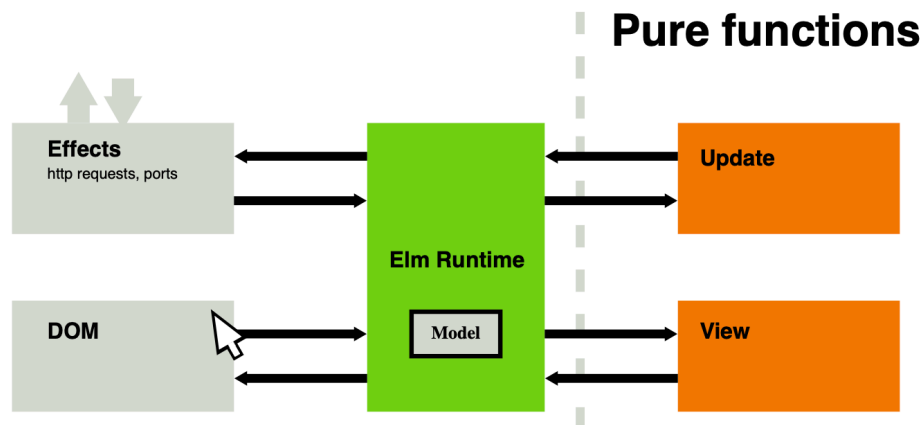 Pure functions
Effects
http requests, ports
Update
Elm Runtime
DOM
Model
View